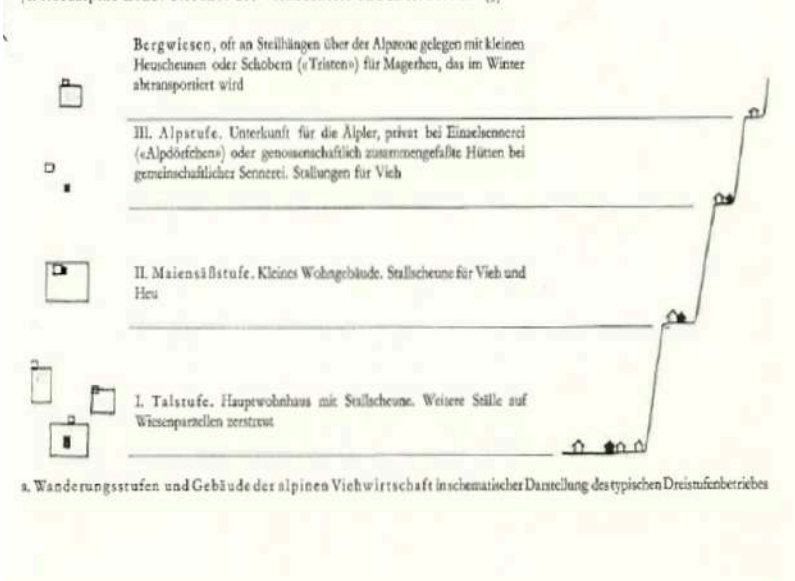 Bergwiesen, oft an Steilhängen über der Alpzone gelegen mit kleinen
Heuscheunen oder Schobern («Tristen») für Magerheu, das im Winter
abtransportiert wird
III. Alpstufe. Unterkunft für die Älpler, privat bei Einzelsennerei
(«Alpdörfchen») oder genossenschaftlich zusammengefaßte Hütten bei
gemeinschaftlicher Sennerei. Stallungen für Vieh
II. Maiensäßstufe. Kleines Wohngebäude. Stallscheune für Vieh und
Heu
I. Talstufe. Hauptwohnhaus mit Stallscheune. Weitere Ställe auf
Wiesenparzellen zerstreut
a. Wanderungsstufen und Gebäude der alpinen Viehwirtschaft in schematischer Darstellung des typischen Dreistufenbetriebes